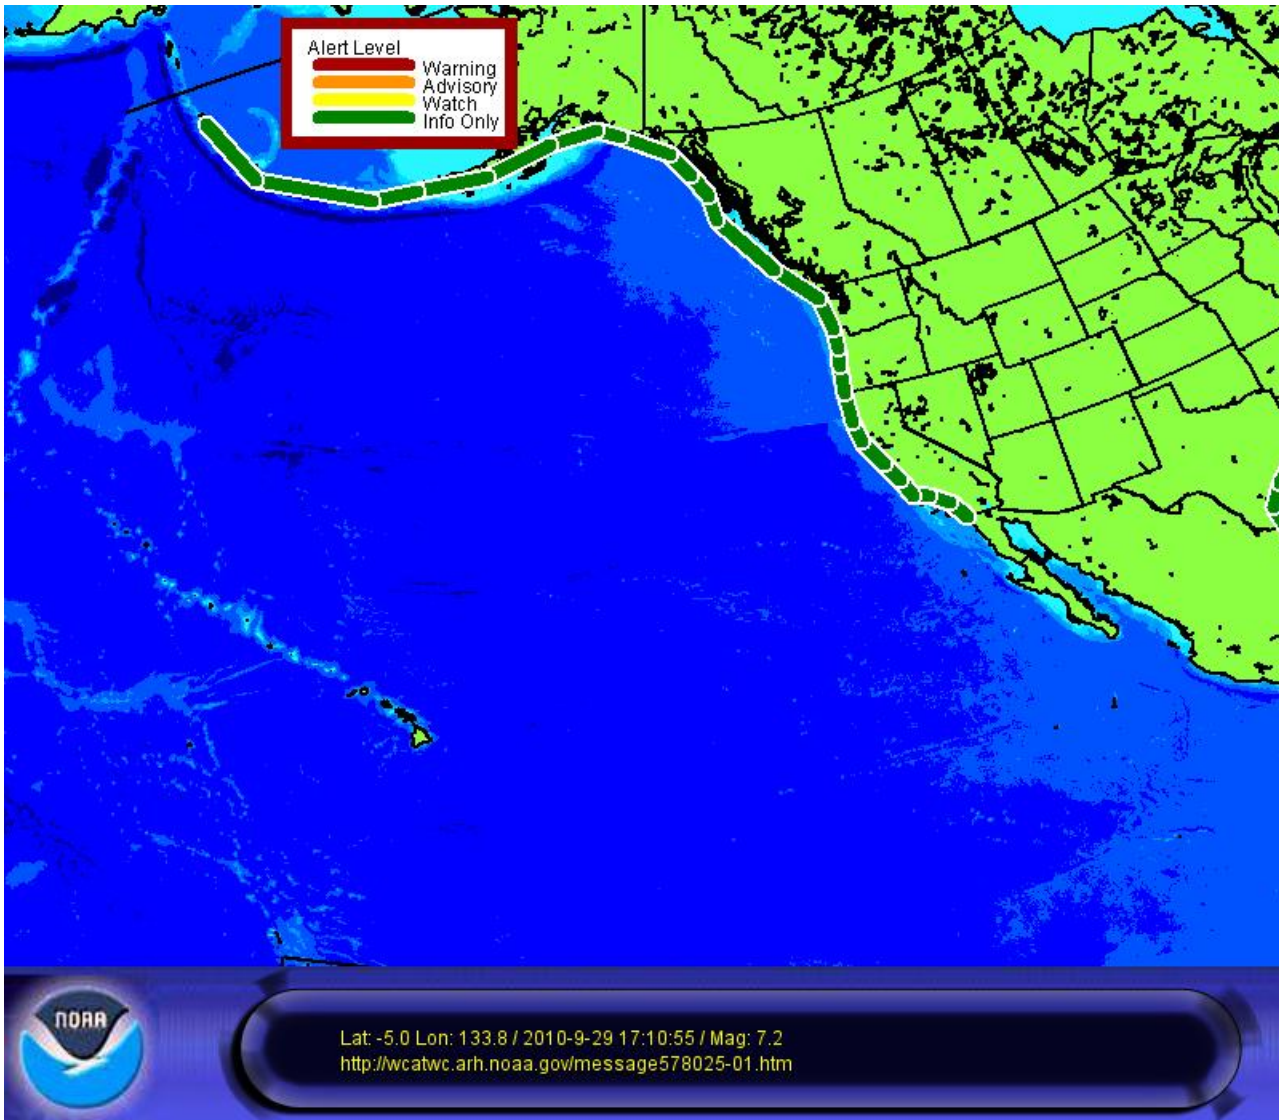 Alert Level
Warning
Advisory
Watch
Info Only
NOAA
Lat: -5.0 Lon: 133.8 / 2010-9-29 17:10:55 / Mag: 7.2
http://wcatwc.arh.noaa.gov/message578025-01.htm